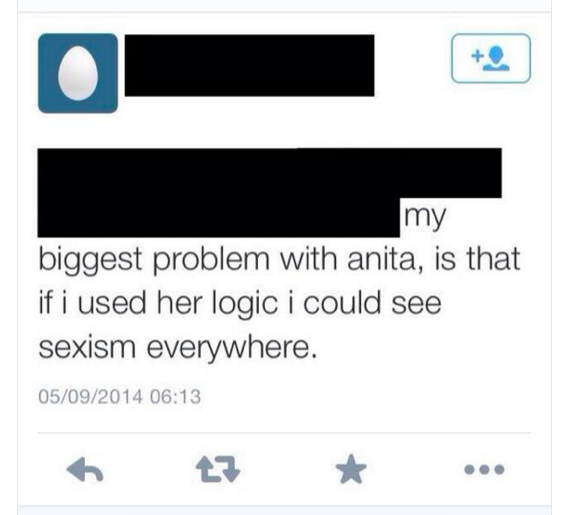 my
biggest problem with anita, is that
if i used her logic i could see
sexism everywhere.
05/09/2014 06:13